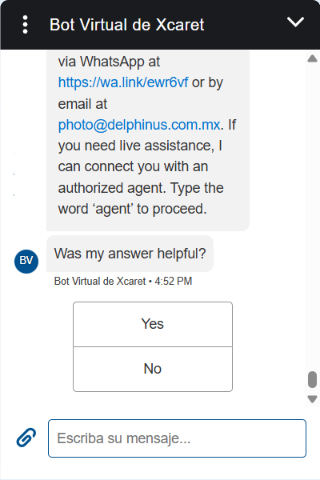 Bot Virtual de Xcaret
via WhatsApp at
https://wa.link/ewr6vf or by
email at
photo@delphinus.com.mx. If
you need live assistance, I
can connect you with an
authorized agent. Type the
word ‘agent’ to proceed.
Was my answer helpful?
BV
Bot Virtual de Xcaret • 4:52 PM
Yes
No
Escriba su mensaje...